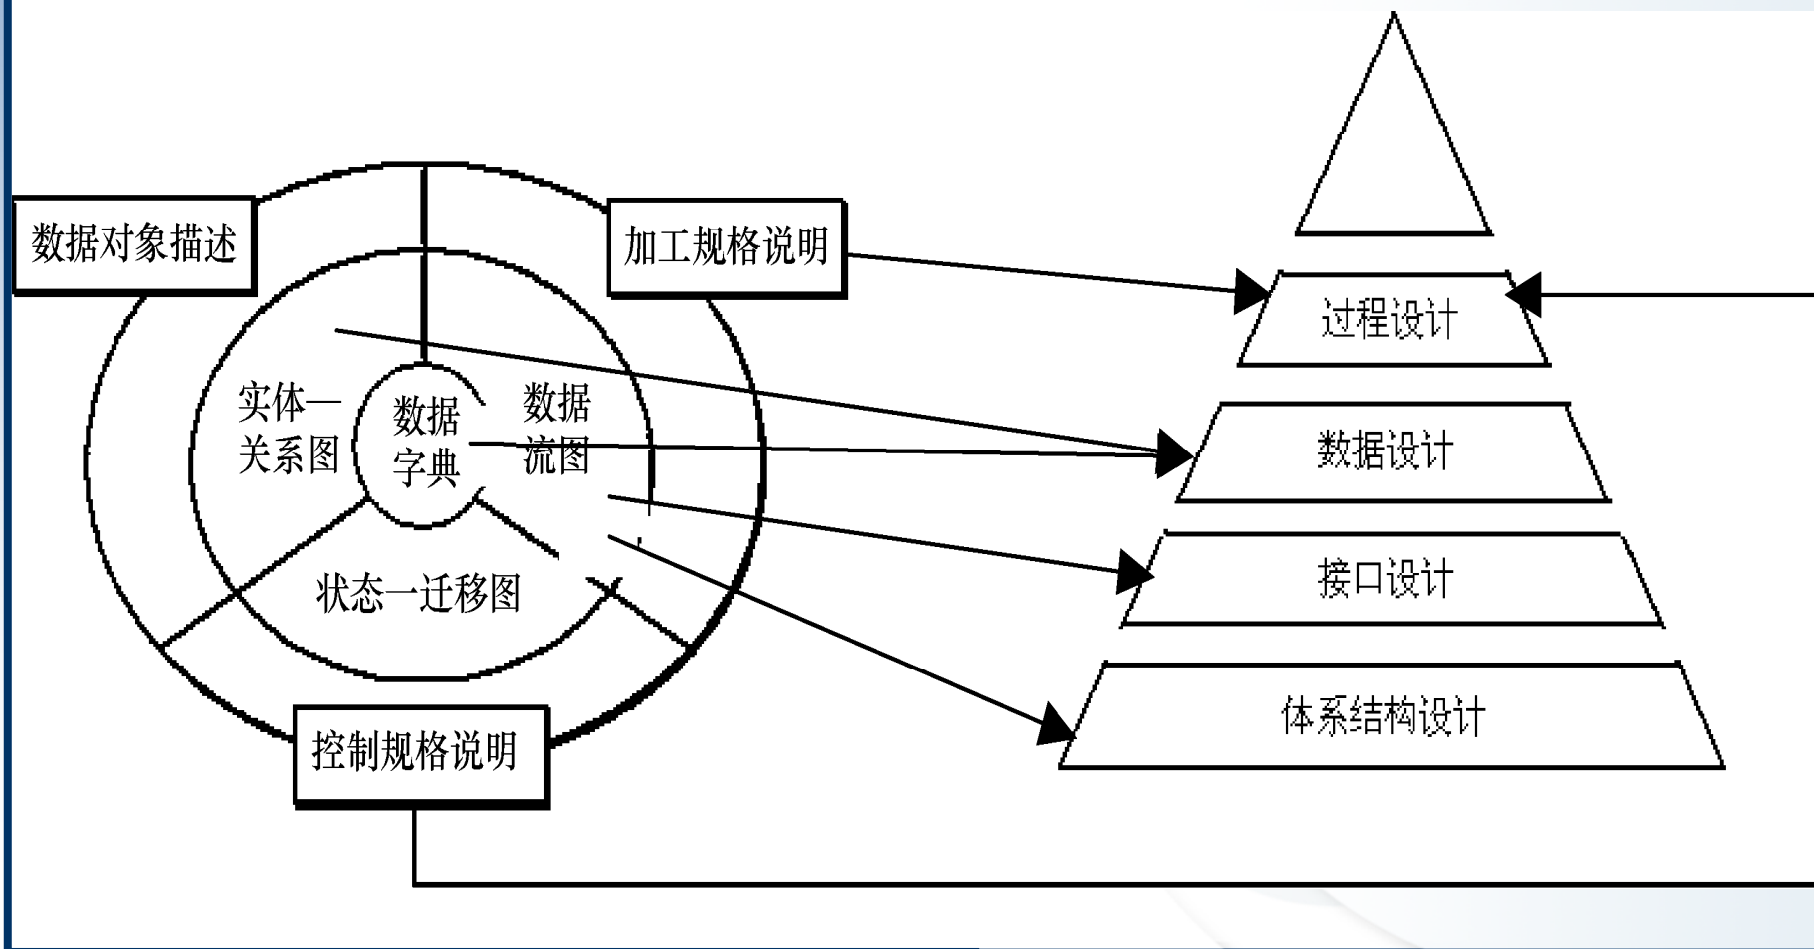 数据对象描述
加工规格说明
过程设计
实体—
关系图
数据
字典
数据
流图
数据设计
接口设计
状态一迁移图
体系结构设计
控制规格说明